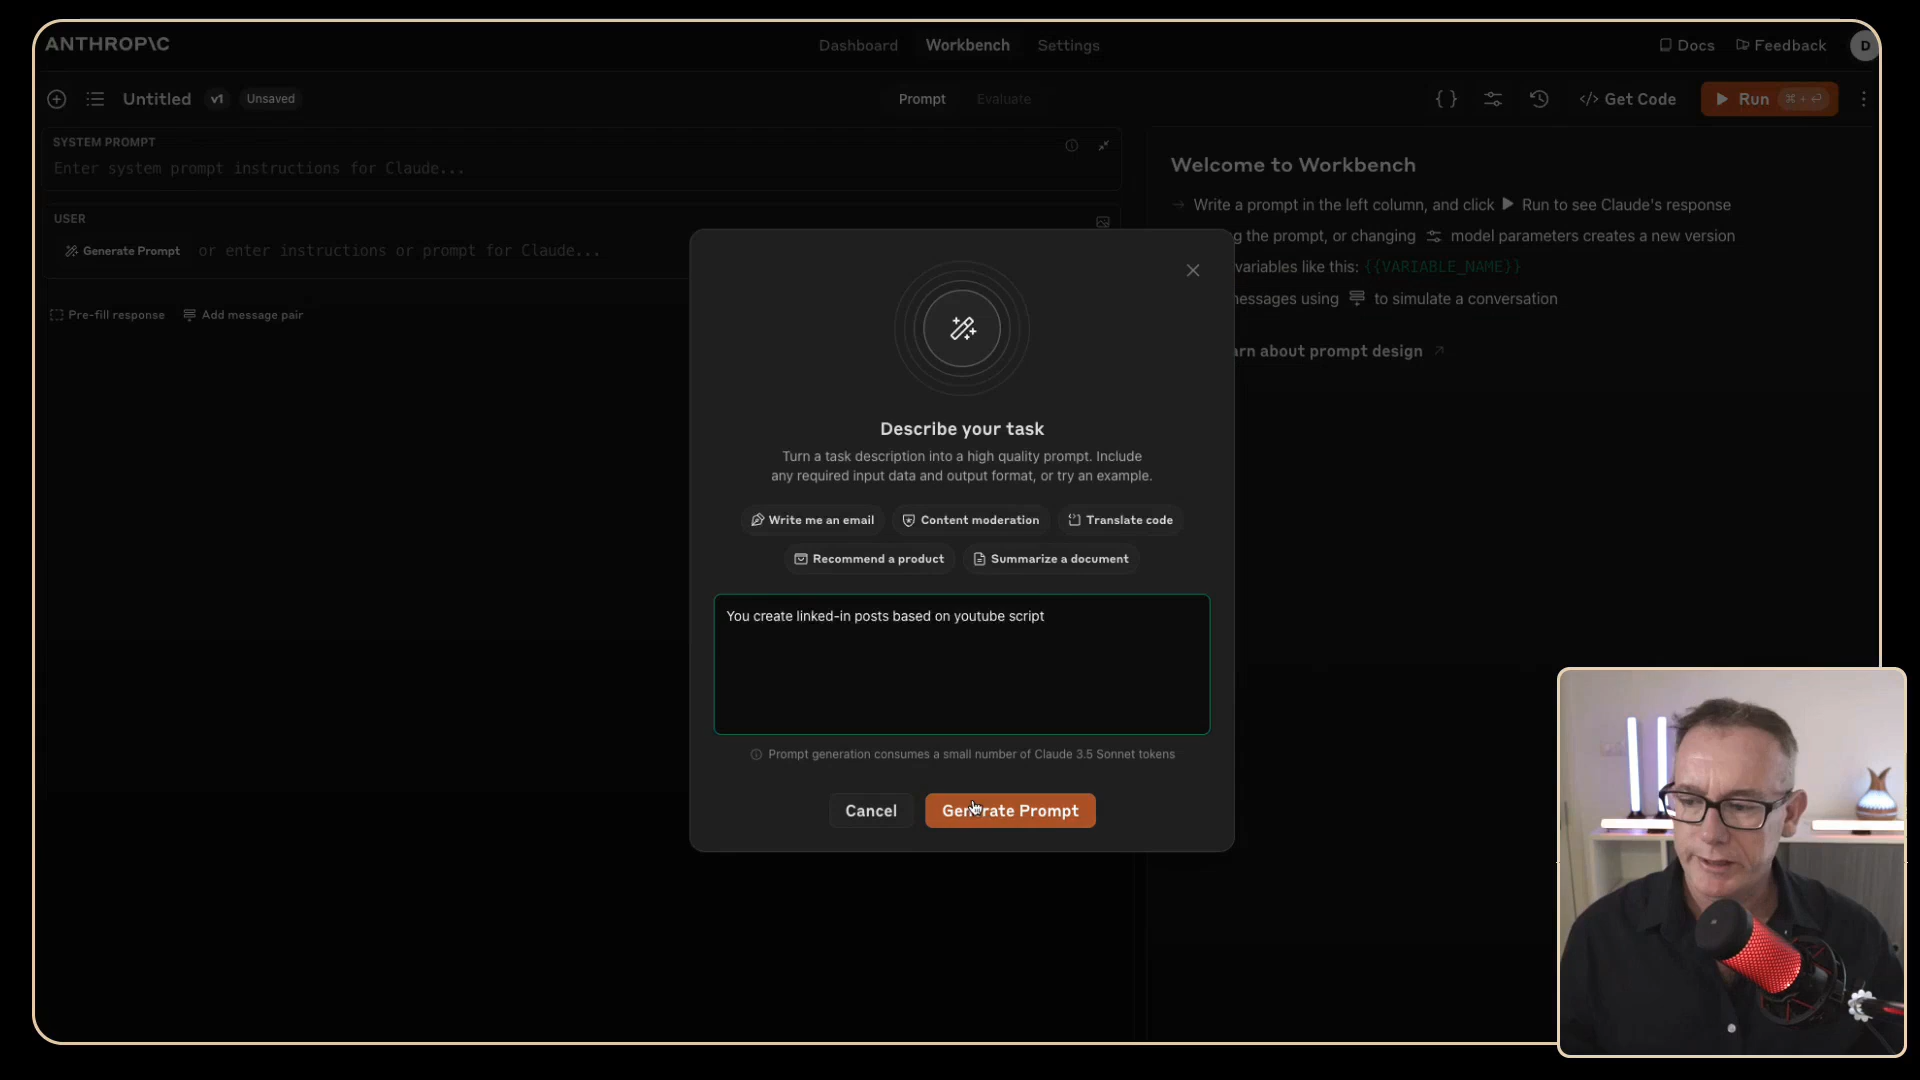 ANTHROP\C
Dashboard
Workbench
Settings
Docs
Feedback
D
Untitled
v1
Unsaved
Prompt
Evaluate
{ }
</> Get Code
Run
⌘ + ⏎
SYSTEM PROMPT
Enter system prompt instructions for Claude...
USER
Generate Prompt
or enter instructions or prompt for Claude...
Pre-fill response
Add message pair
Welcome to Workbench
→ Write a prompt in the left column, and click ▶ Run to see Claude's response
g the prompt, or changing model parameters creates a new version
variables like this: {{VARIABLE_NAME}}
messages using to simulate a conversation
arn about prompt design
Describe your task
Turn a task description into a high quality prompt. Include
any required input data and output format, or try an example.
Write me an email
Content moderation
Translate code
Recommend a product
Summarize a document
You create linked-in posts based on youtube script
Prompt generation consumes a small number of Claude 3.5 Sonnet tokens
Cancel
Generate Prompt